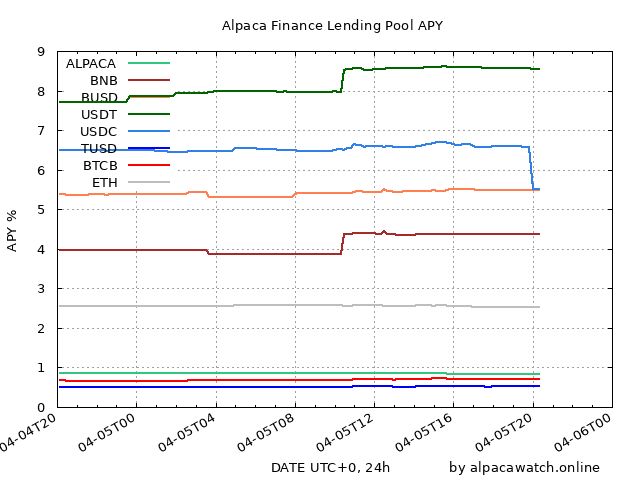 Alpaca Finance Lending Pool APY
9
8
7
6
5
4
3
2
1
0
APY %
ALPACA
BNB
BUSD
USDT
USDC
TUSD
BTCB
ETH
04-04T20
04-05T00
04-05T04
04-05T08
04-05T12
04-05T16
04-05T20
04-06T00
DATE UTC+0, 24h
by alpacawatch.online